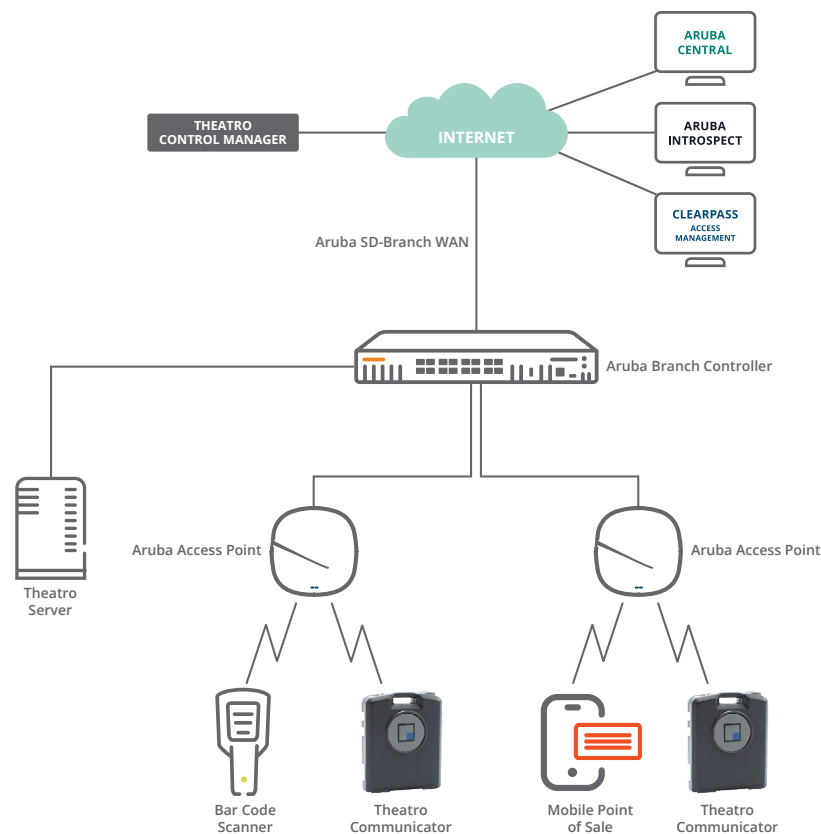 ARUBA
CENTRAL
THEATRO
CONTROL MANAGER
INTERNET
ARUBA
INTROSPECT
CLEARPASS
ACCESS
MANAGEMENT
Aruba SD-Branch WAN
Aruba Branch Controller
Aruba Access Point
Aruba Access Point
Theatro
Server
Bar Code
Scanner
Theatro
Communicator
Mobile Point
of Sale
Theatro
Communicator